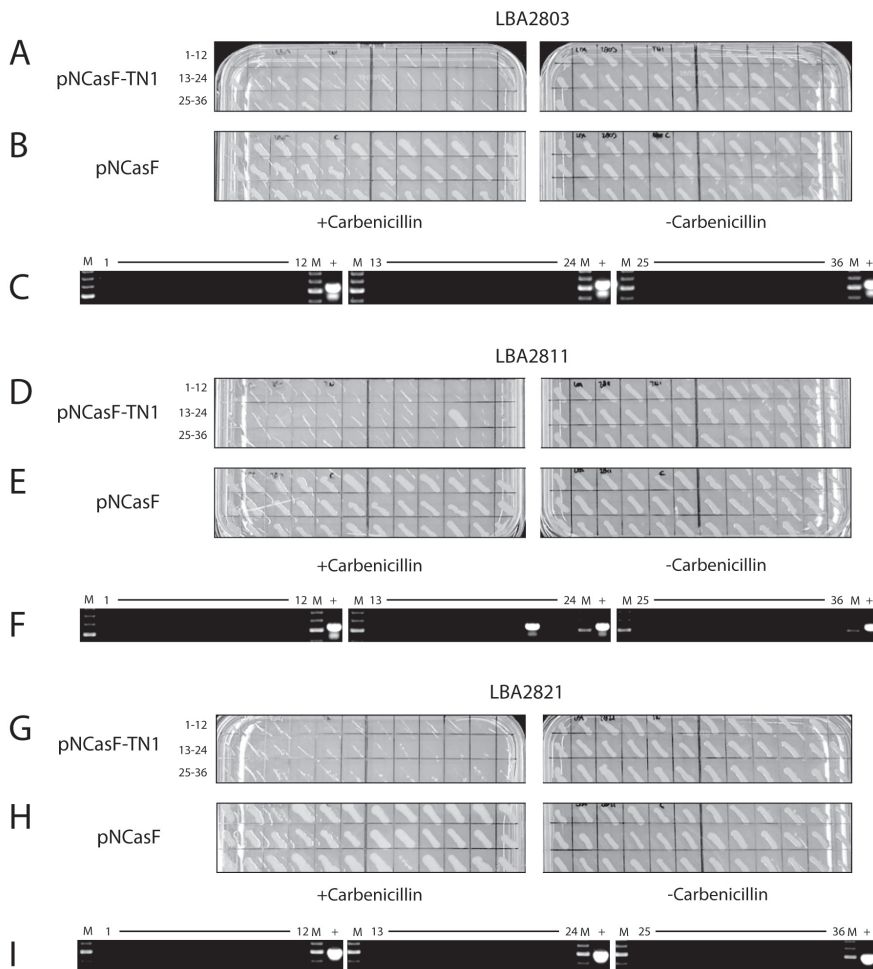 LBA2803
A
pNCasF-TN1
1-12
13-24
25-36
B
pNCasF
+Carbenicillin
-Carbenicillin
C
M 1 12 M + M 13 24 M + M 25 36 M +
LBA2811
D
pNCasF-TN1
1-12
13-24
25-36
E
pNCasF
+Carbenicillin
-Carbenicillin
F
M 1 12 M + M 13 24 M + M 25 36 M +
LBA2821
G
pNCasF-TN1
1-12
13-24
25-36
H
pNCasF
+Carbenicillin
-Carbenicillin
I
M 1 12 M + M 13 24 M + M 25 36 M +